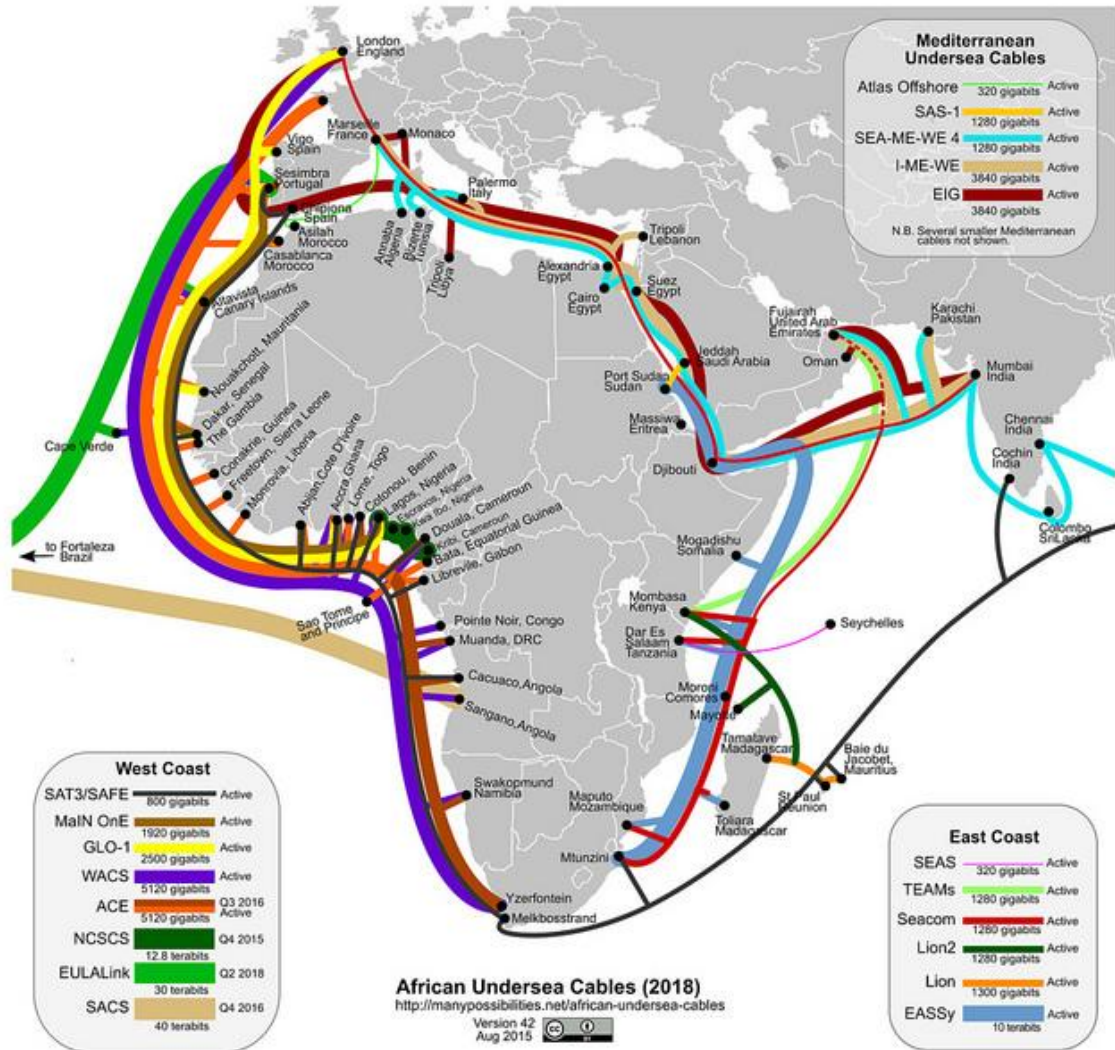 London
England
Vigo
Spain
Sesimbra
Portugal
Marseille
France
Monaco
Chipiona
Spain
Asilah
Morocco
Casablanca
Morocco
Annaba
Algeria
Bizerte
Tunisia
Palermo
Italy
Tripoli
Libya
Tripoli
Lebanon
Alexandria
Egypt
Cairo
Egypt
Suez
Egypt
Altavista
Canary Islands
Nouakchott, Mauritania
Dakar, Senegal
The Gambia
Cape Verde
Conakrie, Guinea
Freetown, Sierra Leone
Monrovia, Liberia
Abijan, Cote D'Ivore
Accra, Ghana
Lome, Togo
Cotonou, Benin
Lagos, Nigeria
Escravos, Nigeria
Kwa Ibo, Nigeria
Douala, Cameroun
Kribi, Cameroun
Bata, Equatorial Guinea
Libreville, Gabon
Sao Tome
and Principe
to Fortaleza
Brazil
Pointe Noir, Congo
Muanda, DRC
Cacuaco, Angola
Sangano, Angola
Swakopmund
Namibia
Yzerfontein
Melkbosstrand
Jeddah
Saudi Arabia
Port Sudan
Sudan
Massiwa
Eritrea
Djibouti
Fujairah
United Arab
Emirates
Oman
Karachi
Pakistan
Mumbai
India
Chennai
India
Cochin
India
Colombo
SriLanka
Mogadishu
Somalia
Mombasa
Kenya
Dar Es
Salaam
Tanzania
Seychelles
Moroni
Comores
Mayotte
Tamatave
Madagascar
Baie du
Jacobet,
Mauritius
St Paul
Reunion
Toliara
Madagascar
Maputo
Mozambique
Mtunzini
Mediterranean
Undersea Cables
Atlas Offshore Active
320 gigabits
SAS-1 Active
1280 gigabits
SEA-ME-WE 4 Active
1280 gigabits
I-ME-WE Active
3840 gigabits
EIG Active
3840 gigabits
N.B. Several smaller Mediterranean
cables not shown.
West Coast
SAT3/SAFE Active
800 gigabits
MaIN OnE Active
1920 gigabits
GLO-1 Active
2500 gigabits
WACS Active
5120 gigabits
ACE Q3 2016
Active
5120 gigabits
NCSCS Q4 2015
12.8 terabits
EULALink Q2 2018
30 terabits
SACS Q4 2016
40 terabits
East Coast
SEAS Active
320 gigabits
TEAMs Active
1280 gigabits
Seacom Active
1280 gigabits
Lion2 Active
1280 gigabits
Lion Active
1300 gigabits
EASSy Active
10 terabits
African Undersea Cables (2018)
http://manypossibilities.net/african-undersea-cables
Version 42
Aug 2015
cc